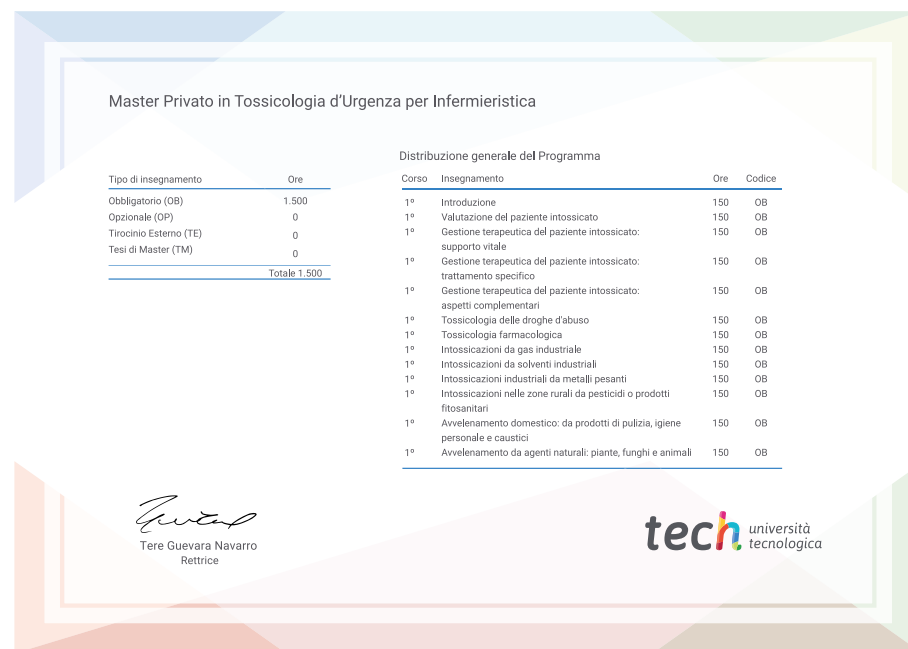 Master Privato in Tossicologia d'Urgenza per Infermieristica
Tipo di insegnamento Ore
Obbligatorio (OB) 1.500
Opzionale (OP) 0
Tirocinio Esterno (TE) 0
Tesi di Master (TM) 0
Totale 1.500
Distribuzione generale del Programma
Corso Insegnamento Ore Codice
1º Introduzione 150 OB
1º Valutazione del paziente intossicato 150 OB
1º Gestione terapeutica del paziente intossicato: 150 OB
supporto vitale
1º Gestione terapeutica del paziente intossicato: 150 OB
trattamento specifico
1º Gestione terapeutica del paziente intossicato: 150 OB
aspetti complementari
1º Tossicologia delle droghe d'abuso 150 OB
1º Tossicologia farmacologica 150 OB
1º Intossicazioni da gas industriale 150 OB
1º Intossicazioni da solventi industriali 150 OB
1º Intossicazioni industriali da metalli pesanti 150 OB
1º Intossicazioni nelle zone rurali da pesticidi o prodotti 150 OB
fitosanitari
1º Avvelenamento domestico: da prodotti di pulizia, igiene 150 OB
personale e caustici
1º Avvelenamento da agenti naturali: piante, funghi e animali 150 OB
Tere Guevara Navarro
Rettrice
tech università
tecnologica